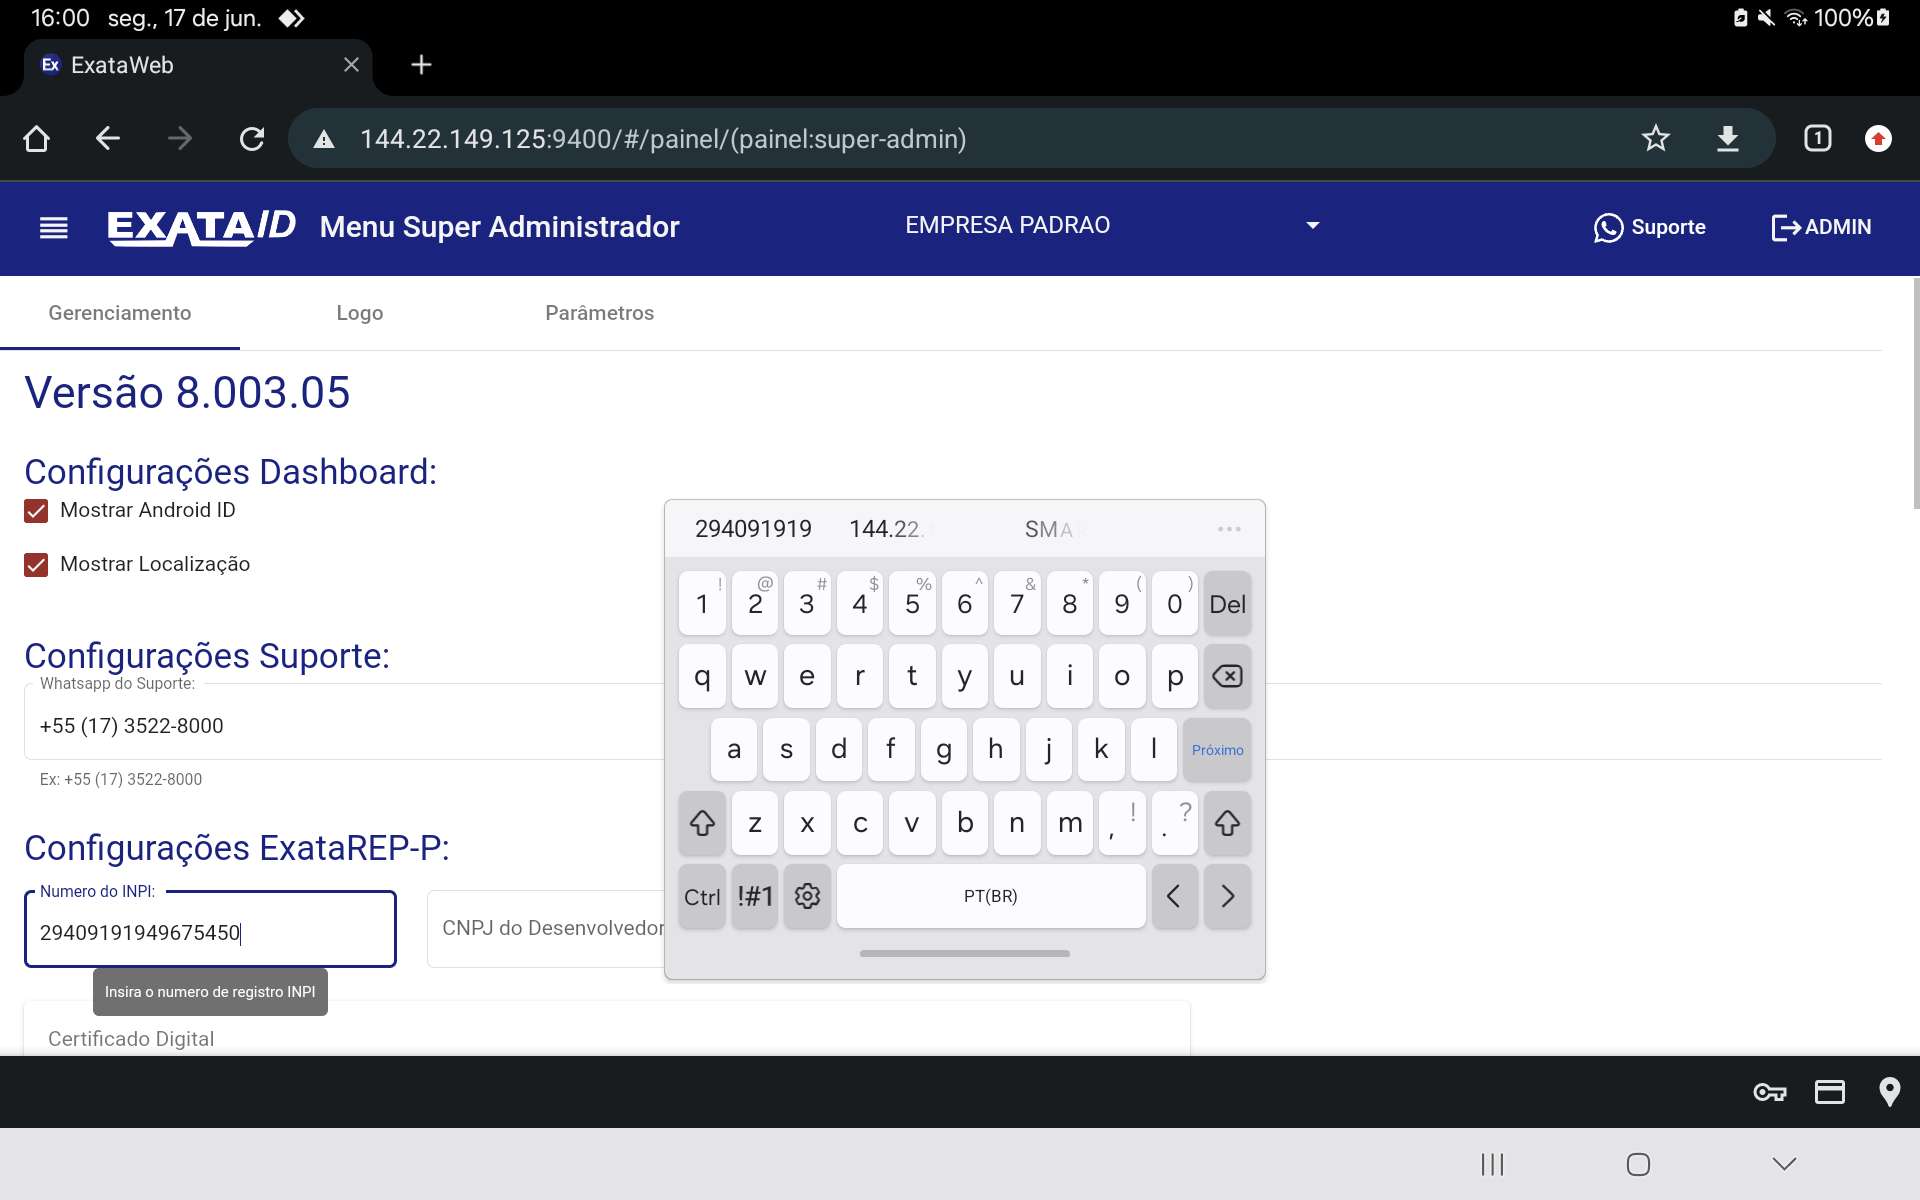 16:00 seg., 17 de jun. 100%
Ex ExataWeb
144.22.149.125:9400/#/painel/(painel:super-admin) 1
EXATA ID Menu Super Administrador EMPRESA PADRAO Suporte ADMIN
Gerenciamento Logo Parâmetros
Versão 8.003.05
Configurações Dashboard:
Mostrar Android ID
Mostrar Localização
Configurações Suporte:
Whatsapp do Suporte:
+55 (17) 3522-8000
Ex: +55 (17) 3522-8000
Configurações ExataREP-P:
Numero do INPI:
29409191949675450
CNPJ do Desenvolvedor
Insira o numero de registro INPI
Certificado Digital
294091919 144.22. SMA ...
! @ # $ % ^ & * ( )
1 2 3 4 5 6 7 8 9 0 Del
q w e r t y u i o p
a s d f g h j k l Próximo
z x c v b n m , ! . ?
Ctrl !#1 PT(BR) < >